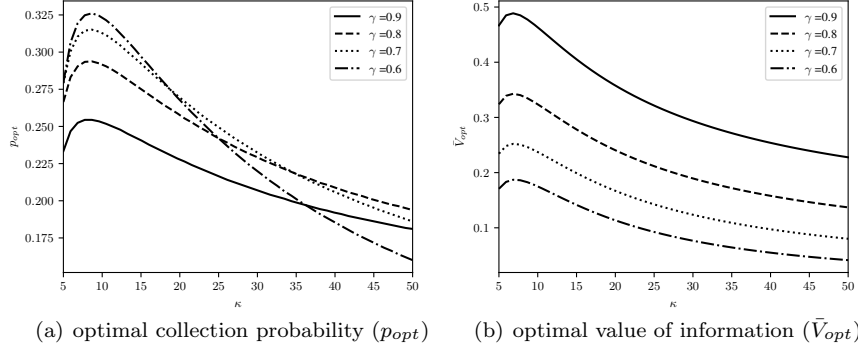 0.325
0.300
0.275
0.250
0.225
0.200
0.175
p_opt
5 10 15 20 25 30 35 40 45 50
κ
γ =0.9
γ =0.8
γ =0.7
γ =0.6
(a) optimal collection probability (p_opt)
0.5
0.4
0.3
0.2
0.1
V̄_opt
5 10 15 20 25 30 35 40 45 50
κ
γ =0.9
γ =0.8
γ =0.7
γ =0.6
(b) optimal value of information (V̄_opt)